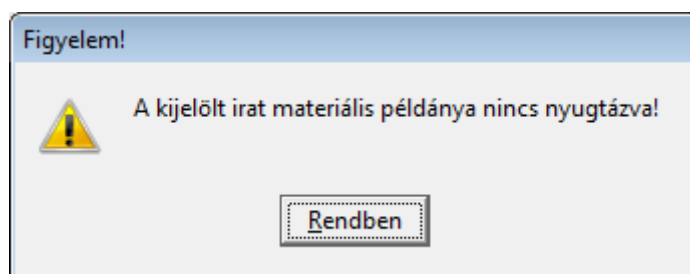 Figyelem!
A kijelölt irat materiális példánya nincs nyugtázva!
Rendben